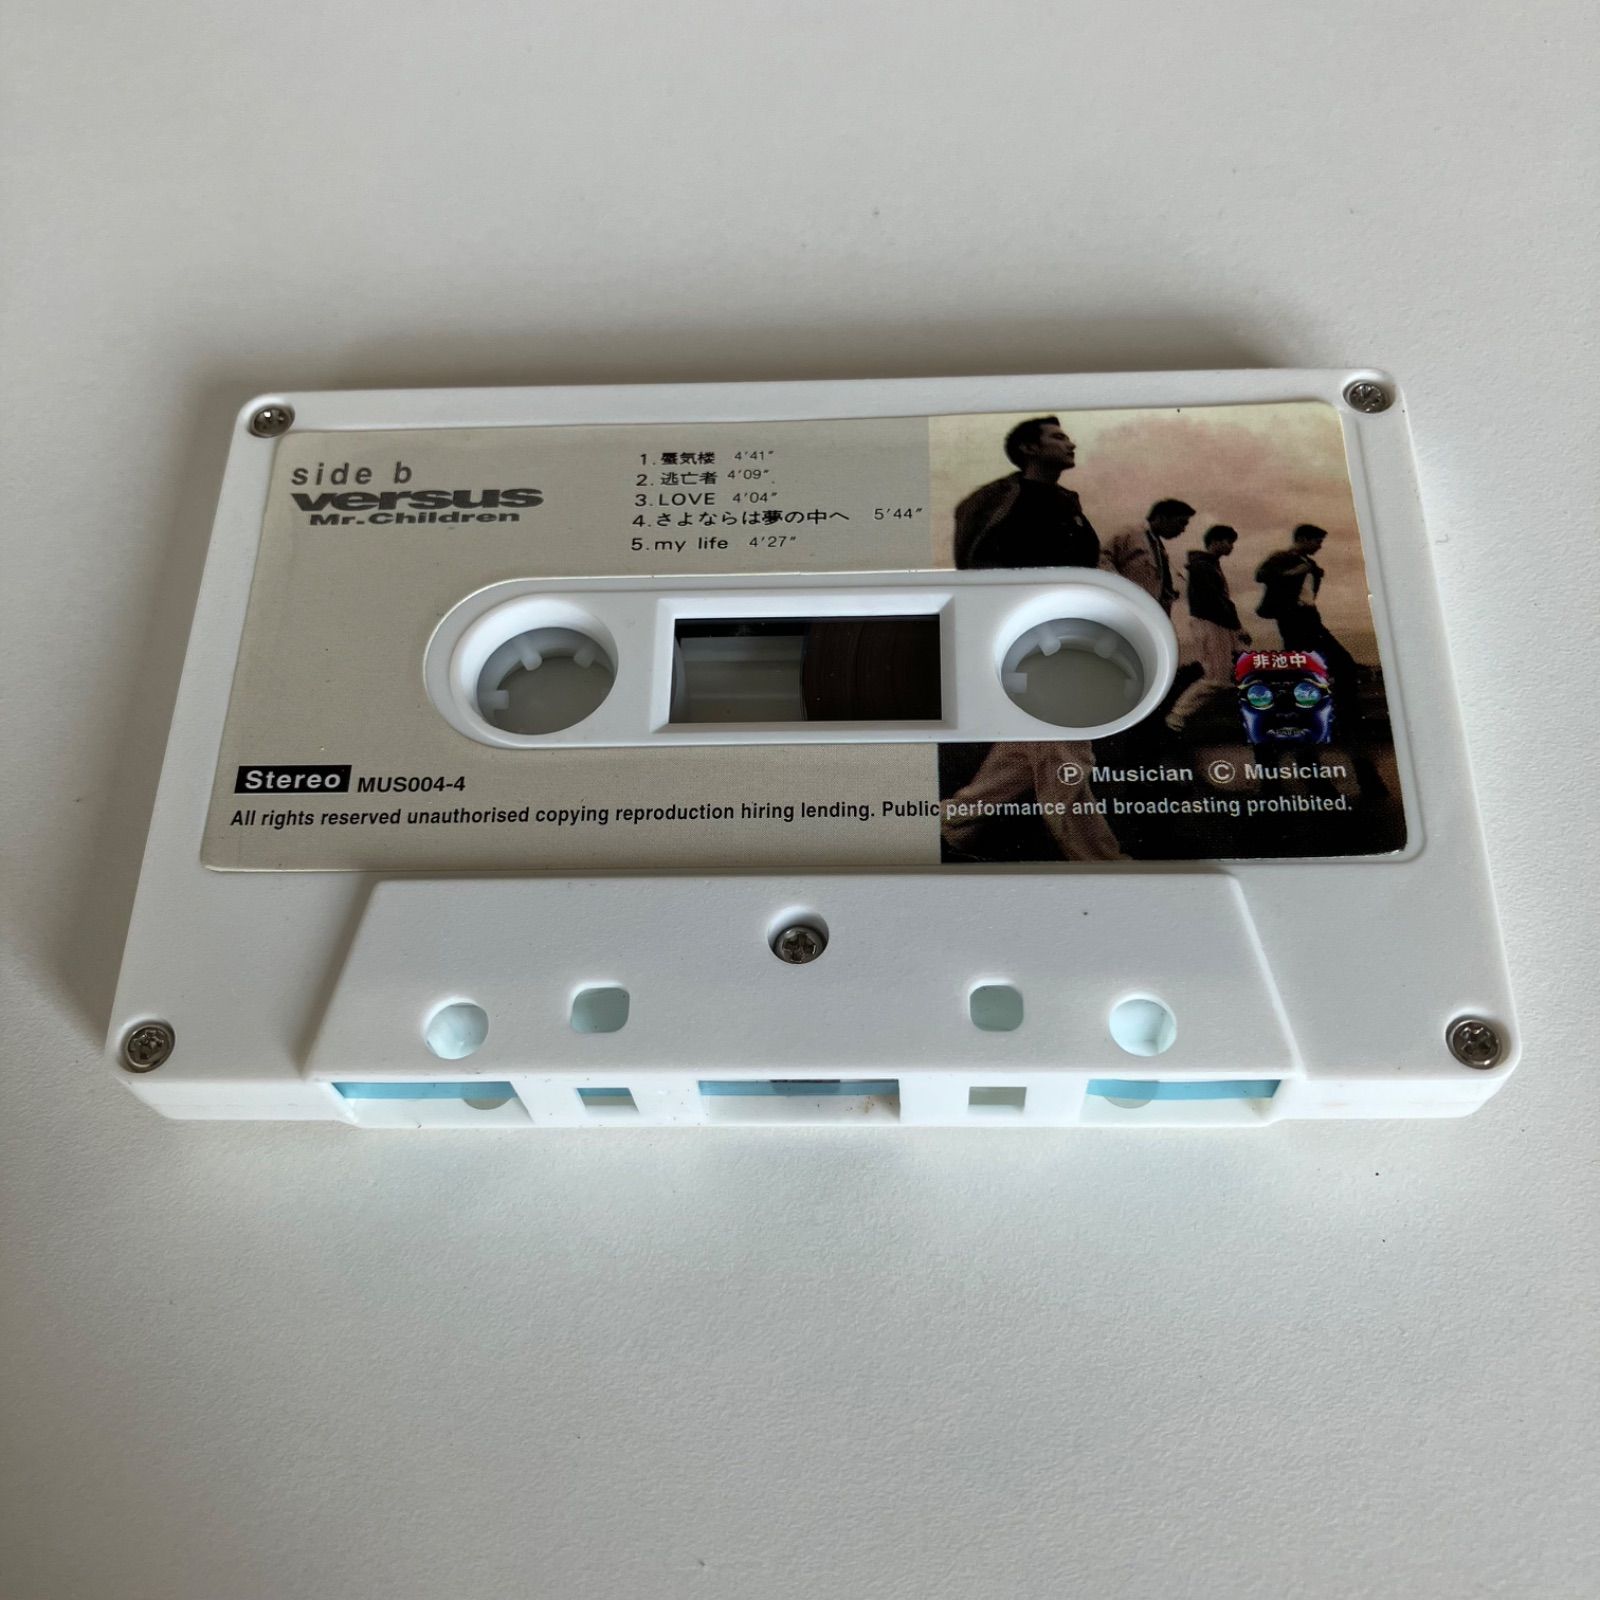 side b
versus
Mr.Children
1.蜃気楼 4'41"
2.逃亡者 4'09"
3.LOVE 4'04"
4.さよならは夢の中へ 5'44"
5.my life 4'27"
非池中
Stereo MUS004-4
Ⓟ Musician Ⓒ Musician
All rights reserved unauthorised copying reproduction hiring lending. Public performance and broadcasting prohibited.